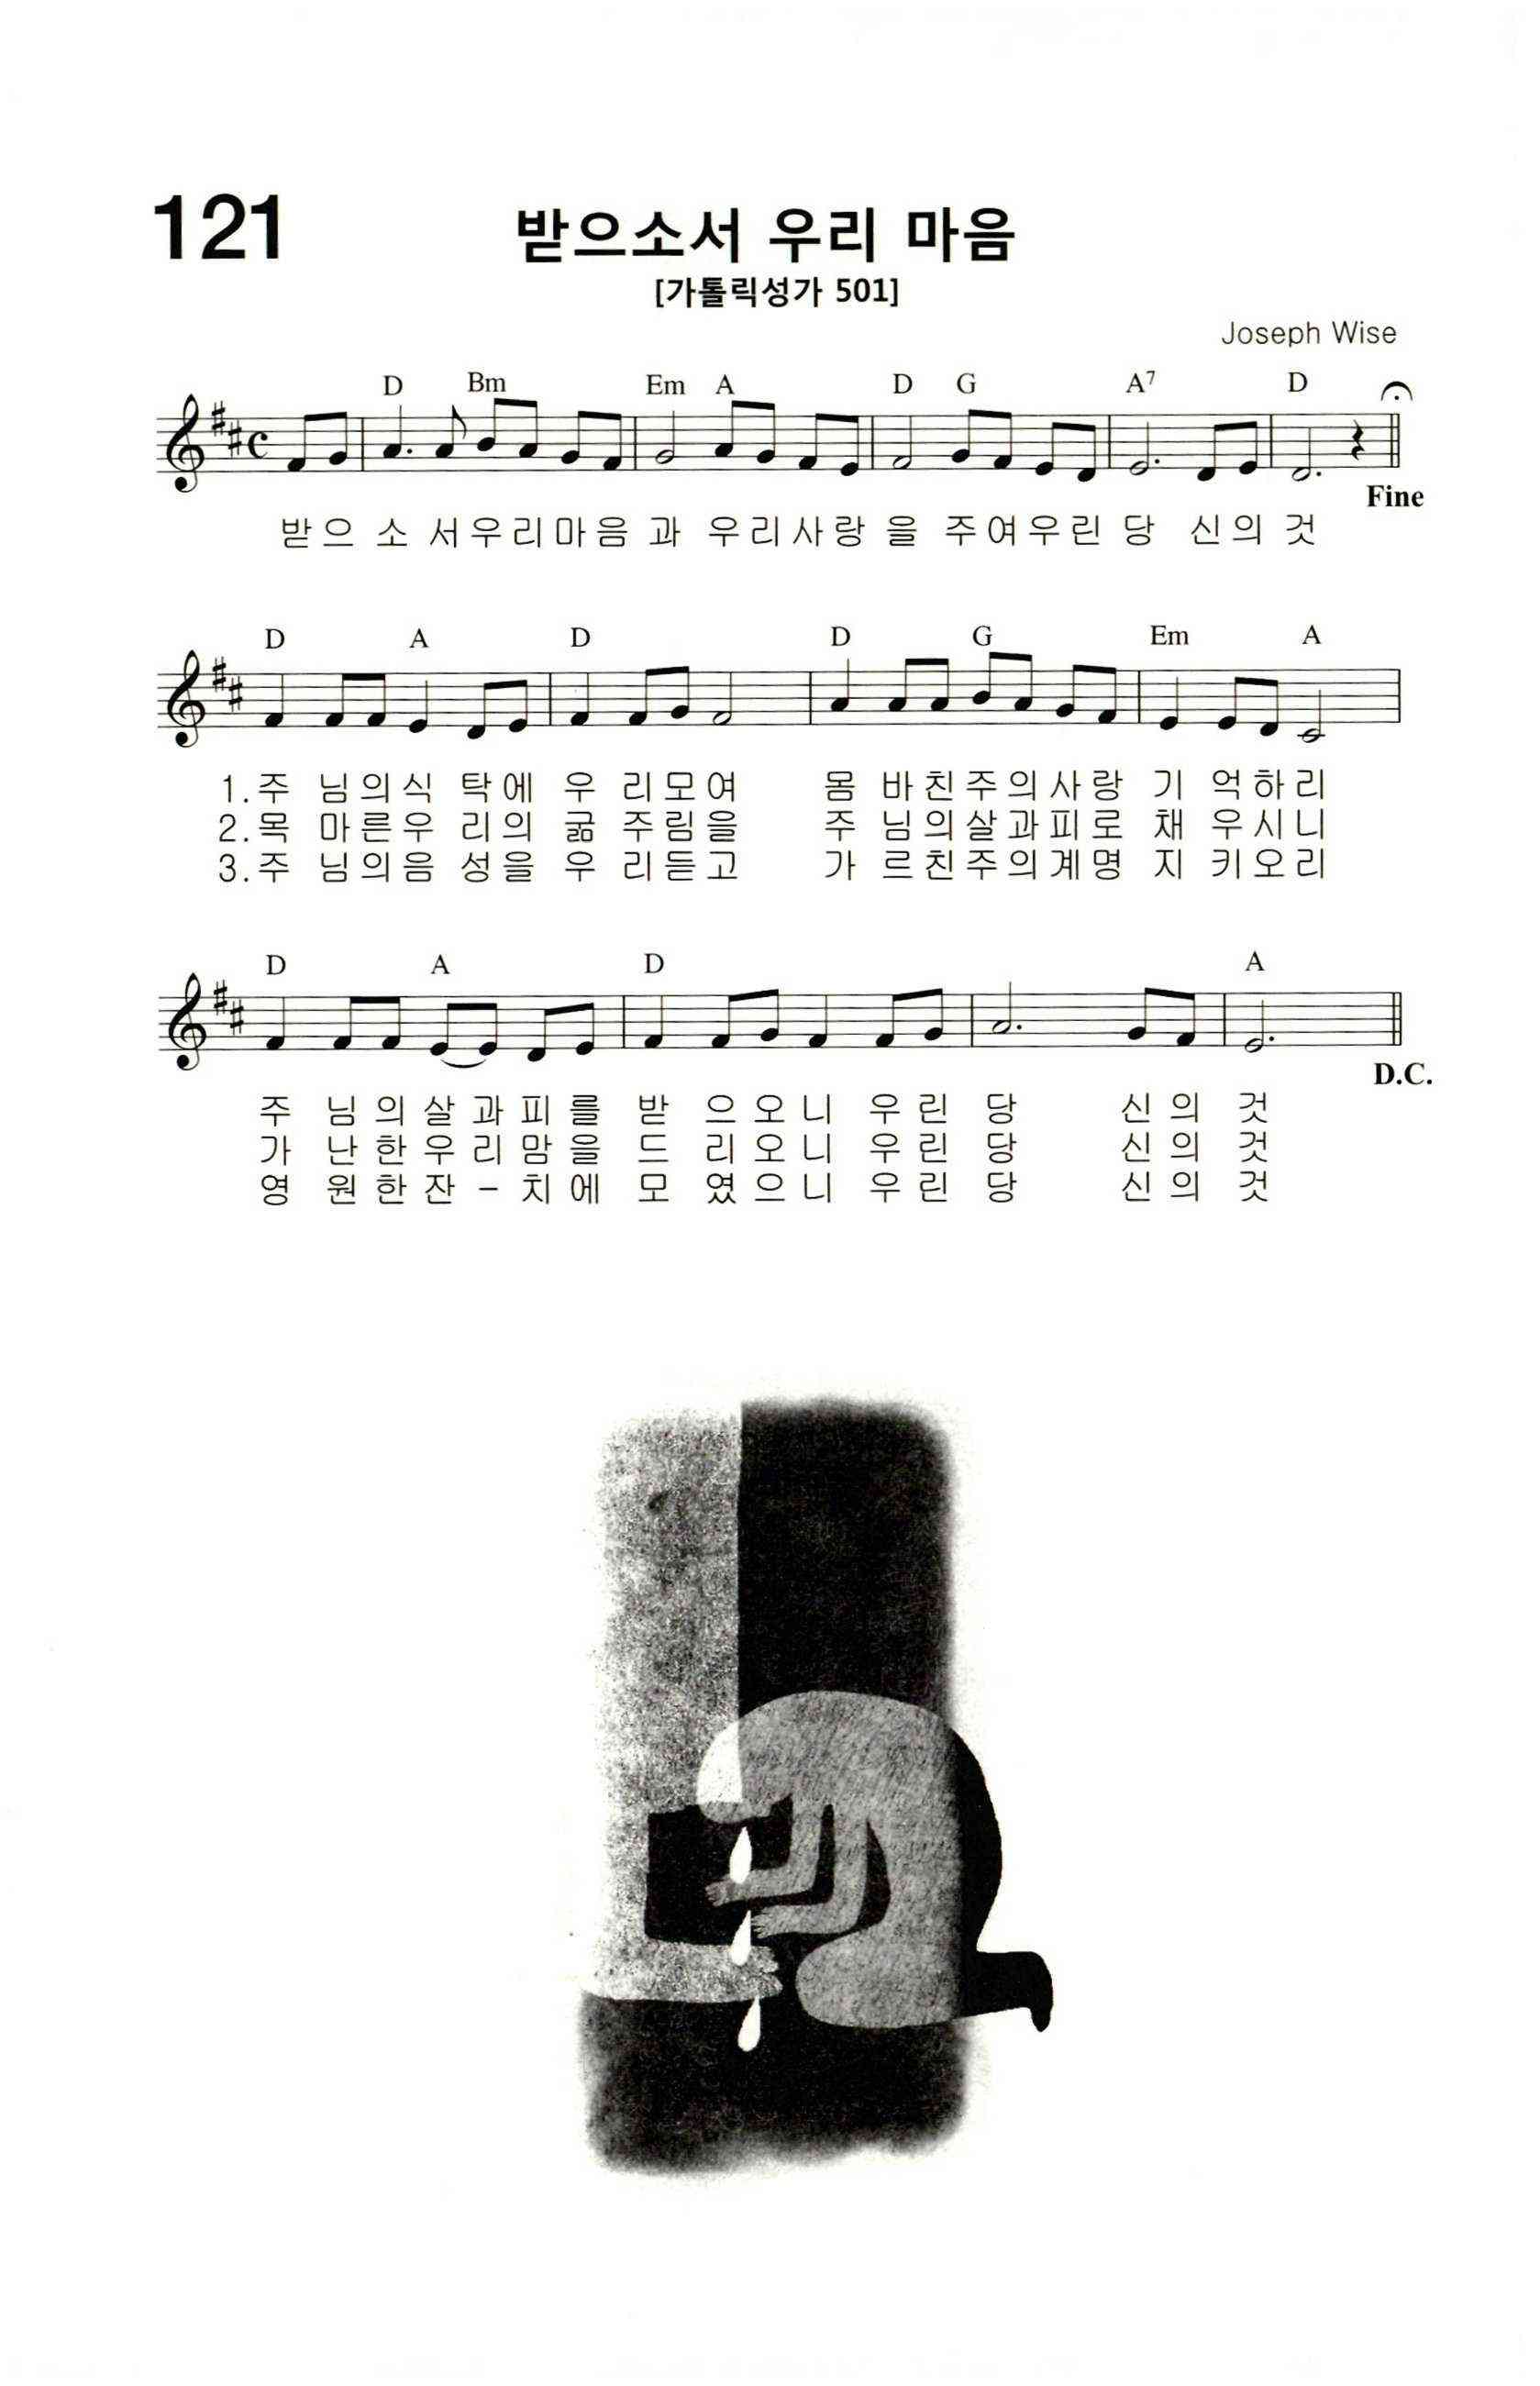 121
받으소서 우리 마음
[가톨릭성가 501]
Joseph Wise
D Bm Em A D G A7 D
Fine
받으 소 서우리마음 과 우리사랑 을 주여우린 당 신의 것
D A D D G Em A
1.주 님의식 탁에 우 리모여 몸 바친주의사랑 기 억하리
2.목 마른우 리의 굶 주림을 주 님의살과피로 채 우시니
3.주 님의음 성을 우 리듣고 가 르친주의계명 지 키오리
D A D A
D.C.
주 님의살과피를 받 으오니 우린 당 신의 것
가 난한우리맘을 드 리오니 우린 당 신의 것
영 원한잔-치에 모 였으니 우린 당 신의 것